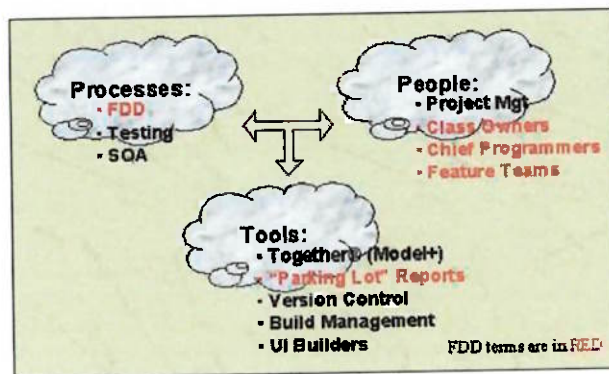 Processes:
• FDD
• Testing
• SQA
People:
• Project Mgt
• Class Owners
• Chief Programmers
• Feature Teams
Tools:
• Together® (Model+)
• "Parking Lot" Reports
• Version Control
• Build Management
• UI Builders
FDD terms are in RED